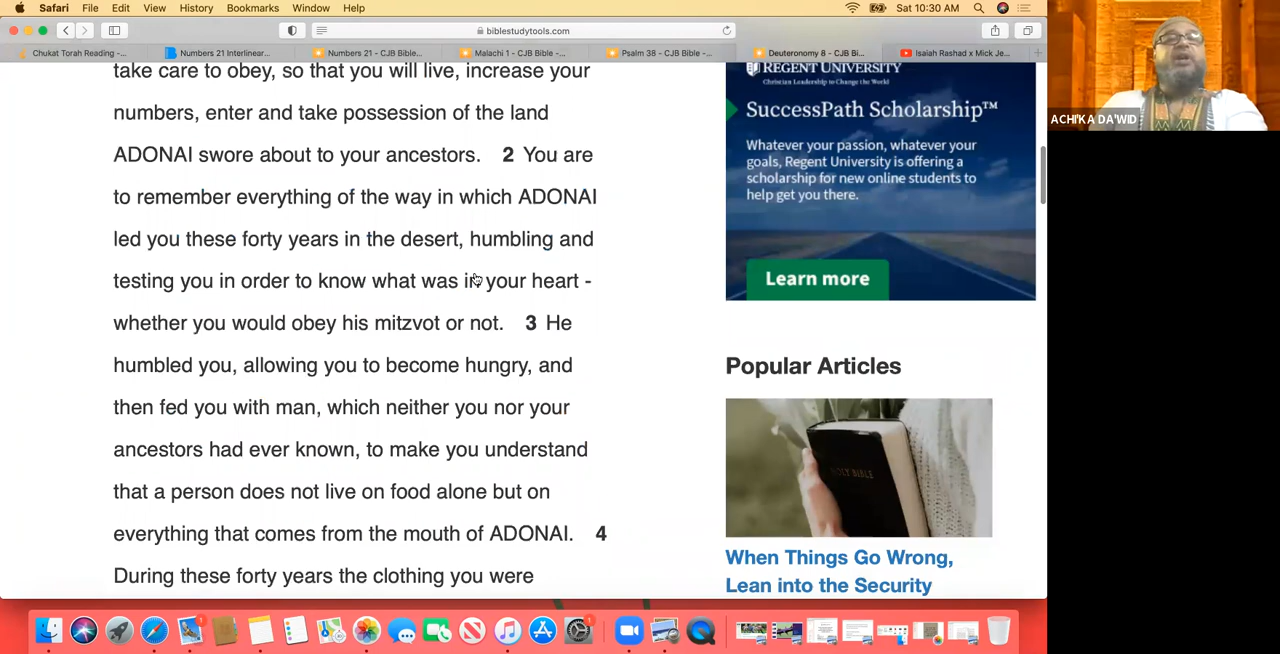 Safari File Edit View History Bookmarks Window Help
Sat 10:30 AM
biblestudytools.com
Chukat Torah Reading -...
Numbers 21 Interlinear...
Numbers 21 - CJB Bible...
Malachi 1 - CJB Bible -...
Psalm 38 - CJB Bible -...
Deuteronomy 8 - CJB Bi...
Isaiah Rashad x Mick Je...
take care to obey, so that you will live, increase your
numbers, enter and take possession of the land
ADONAI swore about to your ancestors. 2 You are
to remember everything of the way in which ADONAI
led you these forty years in the desert, humbling and
testing you in order to know what was in your heart -
whether you would obey his mitzvot or not. 3 He
humbled you, allowing you to become hungry, and
then fed you with man, which neither you nor your
ancestors had ever known, to make you understand
that a person does not live on food alone but on
everything that comes from the mouth of ADONAI. 4
During these forty years the clothing you were
REGENT UNIVERSITY
Christian Leadership to Change the World
SuccessPath Scholarship™
Whatever your passion, whatever your
goals, Regent University is offering a
scholarship for new online students to
help get you there.
Learn more
Popular Articles
HOLY BIBLE
When Things Go Wrong,
Lean into the Security
ACHI'KA DA'WID